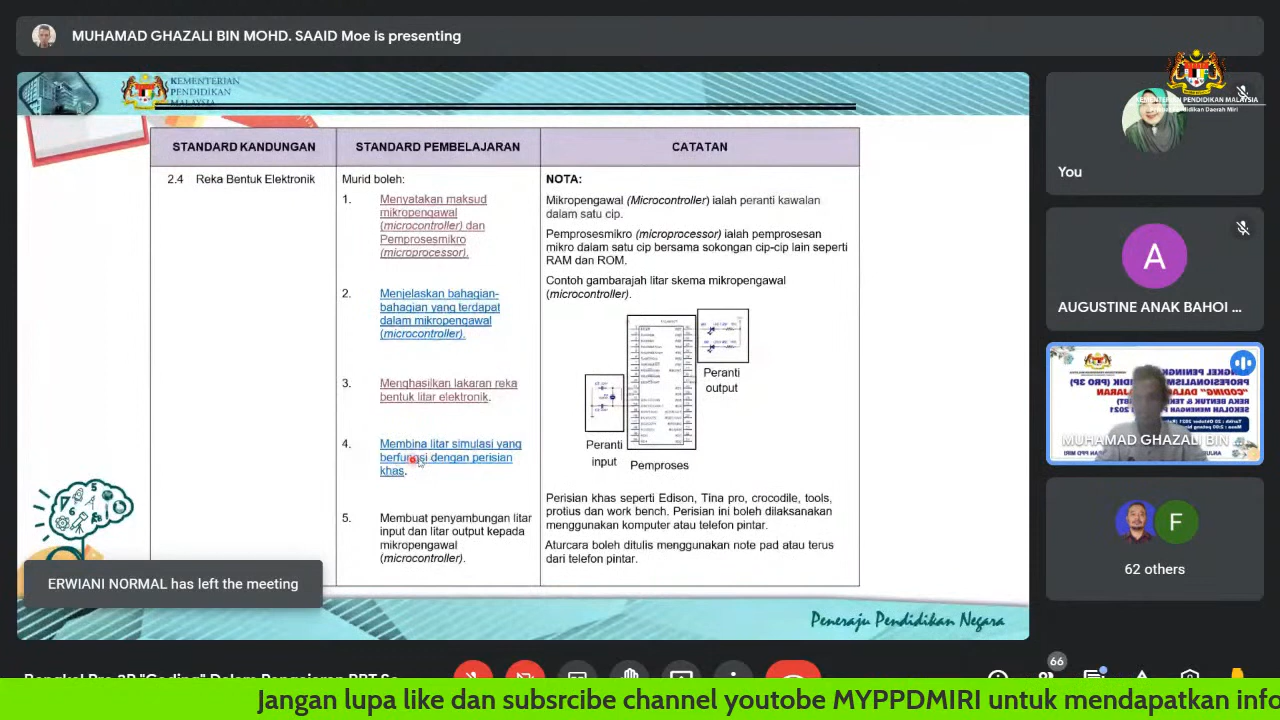 MUHAMAD GHAZALI BIN MOHD. SAAID Moe is presenting
KEMENTERIAN
PENDIDIKAN
MALAYSIA
STANDARD KANDUNGAN
STANDARD PEMBELAJARAN
CATATAN
2.4 Reka Bentuk Elektronik
Murid boleh:
1. Menyatakan maksud
mikropengawal
(microcontroller) dan
Pemprosesmikro
(microprocessor).
2. Menjelaskan bahagian-
bahagian yang terdapat
dalam mikropengawal
(microcontroller).
3. Menghasilkan lakaran reka
bentuk litar elektronik.
4. Membina litar simulasi yang
berfungsi dengan perisian
khas.
5. Membuat penyambungan litar
input dan litar output kepada
mikropengawal
(microcontroller).
NOTA:
Mikropengawal (Microcontroller) ialah peranti kawalan
dalam satu cip.
Pemprosesmikro (microprocessor) ialah pemprosesan
mikro dalam satu cip bersama sokongan cip-cip lain seperti
RAM dan ROM.
Contoh gambarajah litar skema mikropengawal
(microcontroller).
Peranti
output
Peranti
input
Pemproses
Perisian khas seperti Edison, Tina pro, crocodile, tools,
protius dan work bench. Perisian ini boleh dilaksanakan
menggunakan komputer atau telefon pintar.
Aturcara boleh ditulis menggunakan note pad atau terus
dari telefon pintar.
ERWIANI NORMAL has left the meeting
Peneraju Pendidikan Negara
KEMENTERIAN PENDIDIKAN MALAYSIA
Pendidikan Daerah Miri
You
A
AUGUSTINE ANAK BAHOI ...
MUHAMAD GHAZALI BIN ...
F
62 others
66
Jangan lupa like dan subsrcibe channel youtobe MYPPDMIRI untuk mendapatkan info